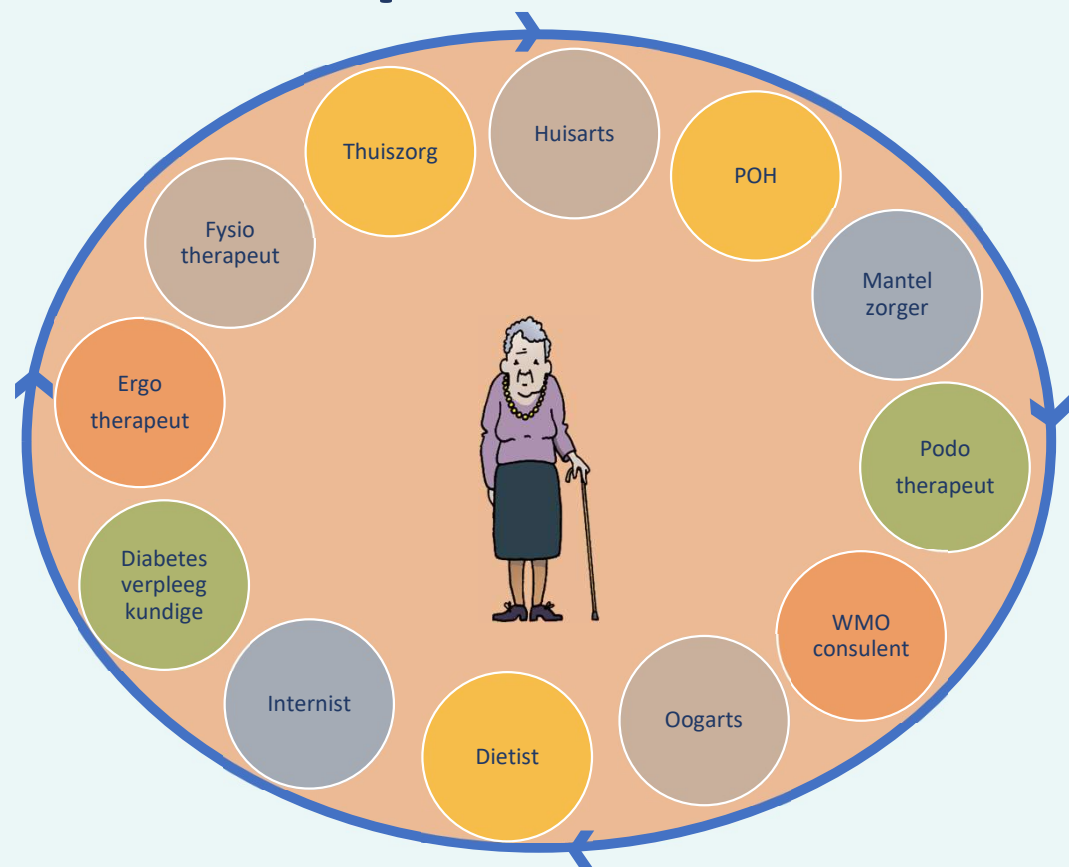 Thuiszorg
Huisarts
POH
Fysio
therapeut
Mantel
zorger
Ergo
therapeut
Podo
therapeut
Diabetes
verpleeg
kundige
WMO
consulent
Internist
Oogarts
Dietist